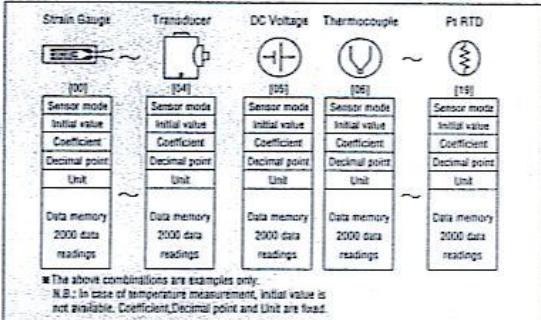 Strain Gauge Transducer DC Voltage Thermocouple Pt RTD
[00] [04] [05] [06] [19]
Sensor mode Sensor mode Sensor mode Sensor mode Sensor mode
Initial value Initial value Initial value Initial value Initial value
Coefficient Coefficient Coefficient Coefficient Coefficient
Decimal point Decimal point Decimal point Decimal point Decimal point
Unit Unit Unit Unit Unit
Data memory Data memory Data memory Data memory Data memory
2000 data 2000 data 2000 data 2000 data 2000 data
readings readings readings readings readings
※The above combinations are examples only.
N.B.: In case of temperature measurement, initial value is
not available, Coefficient,Decimal point and Unit are fixed.